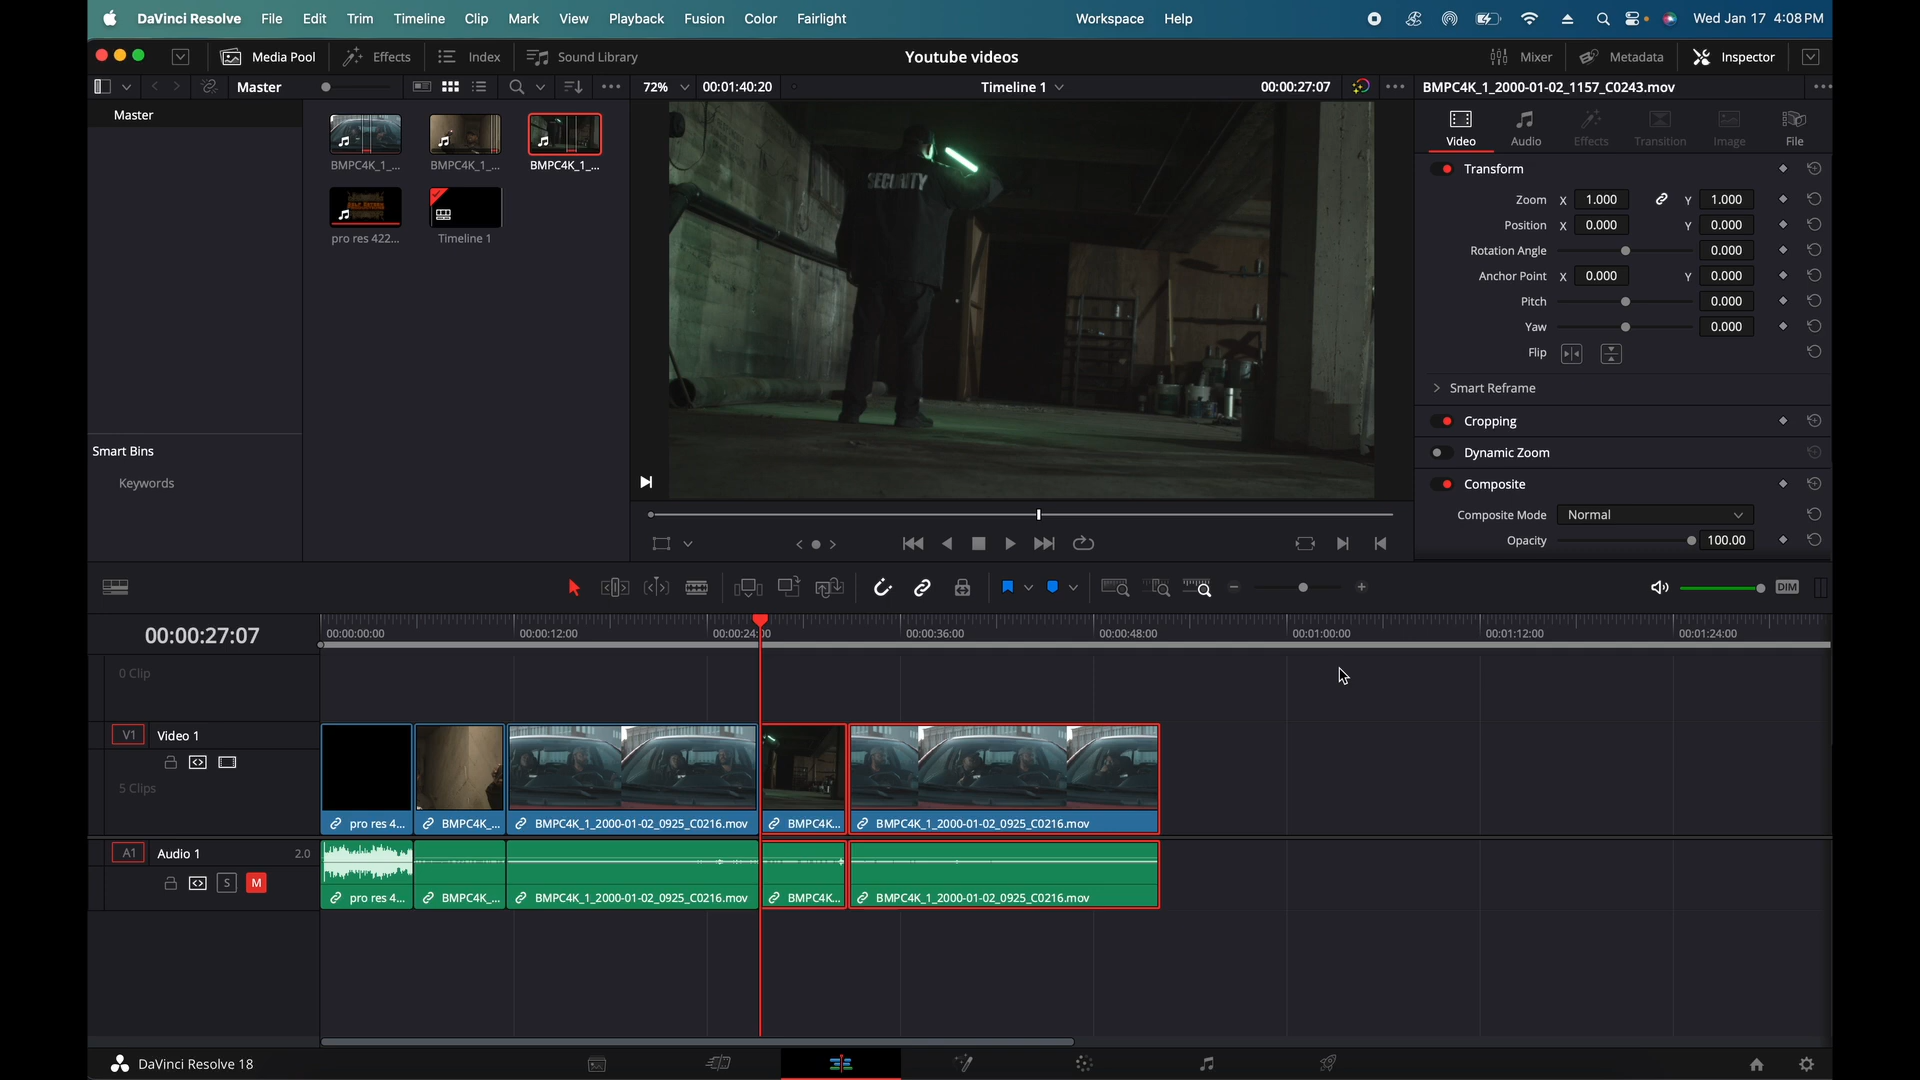 DaVinci Resolve File Edit Trim Timeline Clip Mark View Playback Fusion Color Fairlight Workspace Help Wed Jan 17 4:08 PM
Media Pool Effects Index Sound Library Youtube videos Mixer Metadata Inspector
Master 72% 00:01:40:20 Timeline 1 00:00:27:07 BMPC4K_1_2000-01-02_1157_C0243.mov
Master
BMPC4K_1_... BMPC4K_1_... BMPC4K_1_...
pro res 422... Timeline 1
Smart Bins
Keywords
SECURITY
Video Audio Effects Transition Image File
Transform
Zoom X 1.000 Y 1.000
Position X 0.000 Y 0.000
Rotation Angle 0.000
Anchor Point X 0.000 Y 0.000
Pitch 0.000
Yaw 0.000
Flip
Smart Reframe
Cropping
Dynamic Zoom
Composite
Composite Mode Normal
Opacity 100.00
DIM
00:00:27:07
00:00:00:00 00:00:12:00 00:00:24:00 00:00:36:00 00:00:48:00 00:01:00:00 00:01:12:00 00:01:24:00
0 Clip
V1 Video 1
5 Clips
pro res 4... BMPC4K_... BMPC4K_1_2000-01-02_0925_C0216.mov BMPC4K... BMPC4K_1_2000-01-02_0925_C0216.mov
A1 Audio 1 2.0
S M
pro res 4... BMPC4K_... BMPC4K_1_2000-01-02_0925_C0216.mov BMPC4K... BMPC4K_1_2000-01-02_0925_C0216.mov
DaVinci Resolve 18